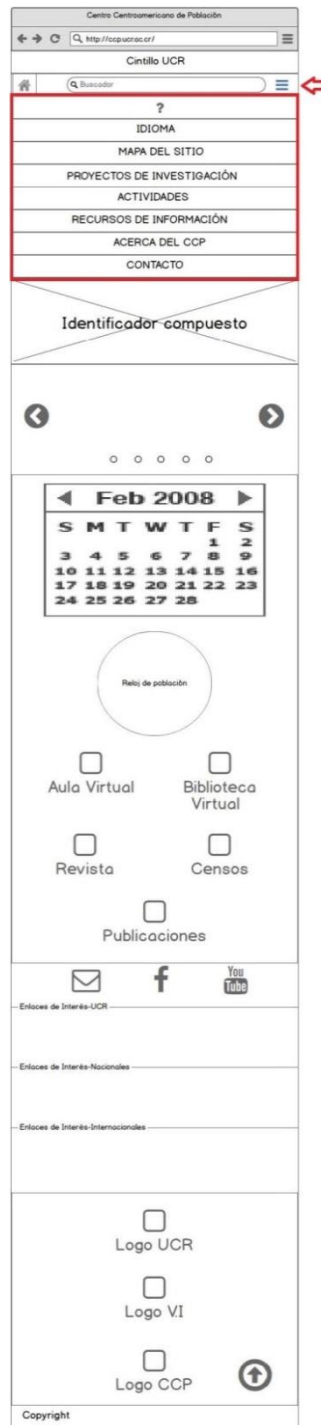 Centro Centroamericano de Población
http://ccp.ucr.ac.cr/
Cintillo UCR
Buscador
?
IDIOMA
MAPA DEL SITIO
PROYECTOS DE INVESTIGACIÓN
ACTIVIDADES
RECURSOS DE INFORMACIÓN
ACERCA DEL CCP
CONTACTO
Identificador compuesto
Feb 2008
S M T W T F S
1 2
3 4 5 6 7 8 9
10 11 12 13 14 15 16
17 18 19 20 21 22 23
24 25 26 27 28
Reloj de población
Aula Virtual
Biblioteca
Virtual
Revista
Censos
Publicaciones
f
You
Tube
Enlaces de Interés-UCR
Enlaces de Interés-Nacionales
Enlaces de Interés-Internacionales
Logo UCR
Logo V.I
Logo CCP
Copyright